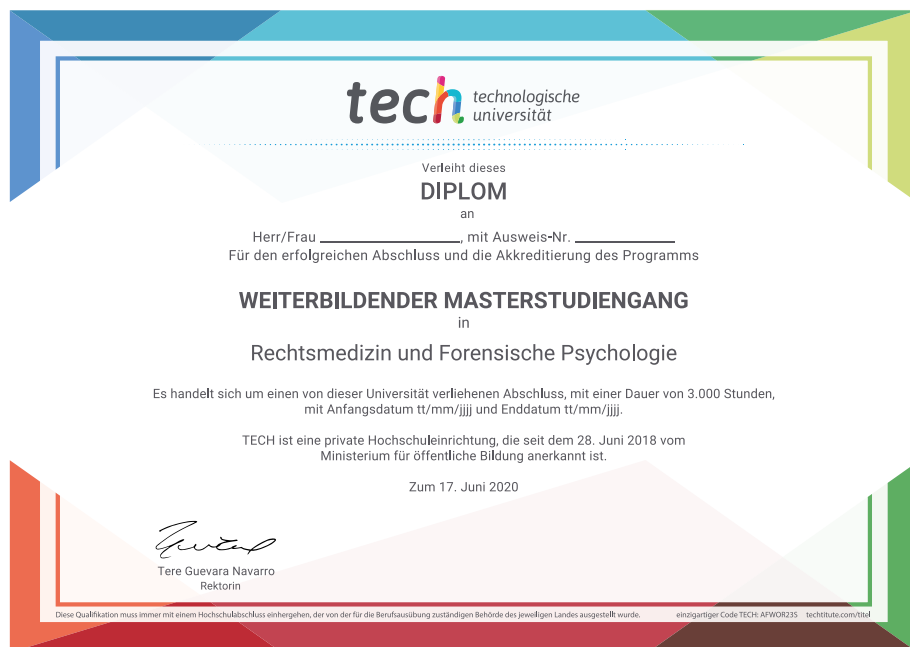 tech technologische
universität
Verleiht dieses
DIPLOM
an
Herr/Frau ____________________, mit Ausweis-Nr. ______________
Für den erfolgreichen Abschluss und die Akkreditierung des Programms
WEITERBILDENDER MASTERSTUDIENGANG
in
Rechtsmedizin und Forensische Psychologie
Es handelt sich um einen von dieser Universität verliehenen Abschluss, mit einer Dauer von 3.000 Stunden,
mit Anfangsdatum tt/mm/jjjj und Enddatum tt/mm/jjjj.
TECH ist eine private Hochschuleinrichtung, die seit dem 28. Juni 2018 vom
Ministerium für öffentliche Bildung anerkannt ist.
Zum 17. Juni 2020
Tere Guevara Navarro
Rektorin
Diese Qualifikation muss immer mit einem Hochschulabschluss einhergehen, der von der für die Berufsausübung zuständigen Behörde des jeweiligen Landes ausgestellt wurde. einzigartiger Code TECH: AFWOR23S techtitute.com/titel